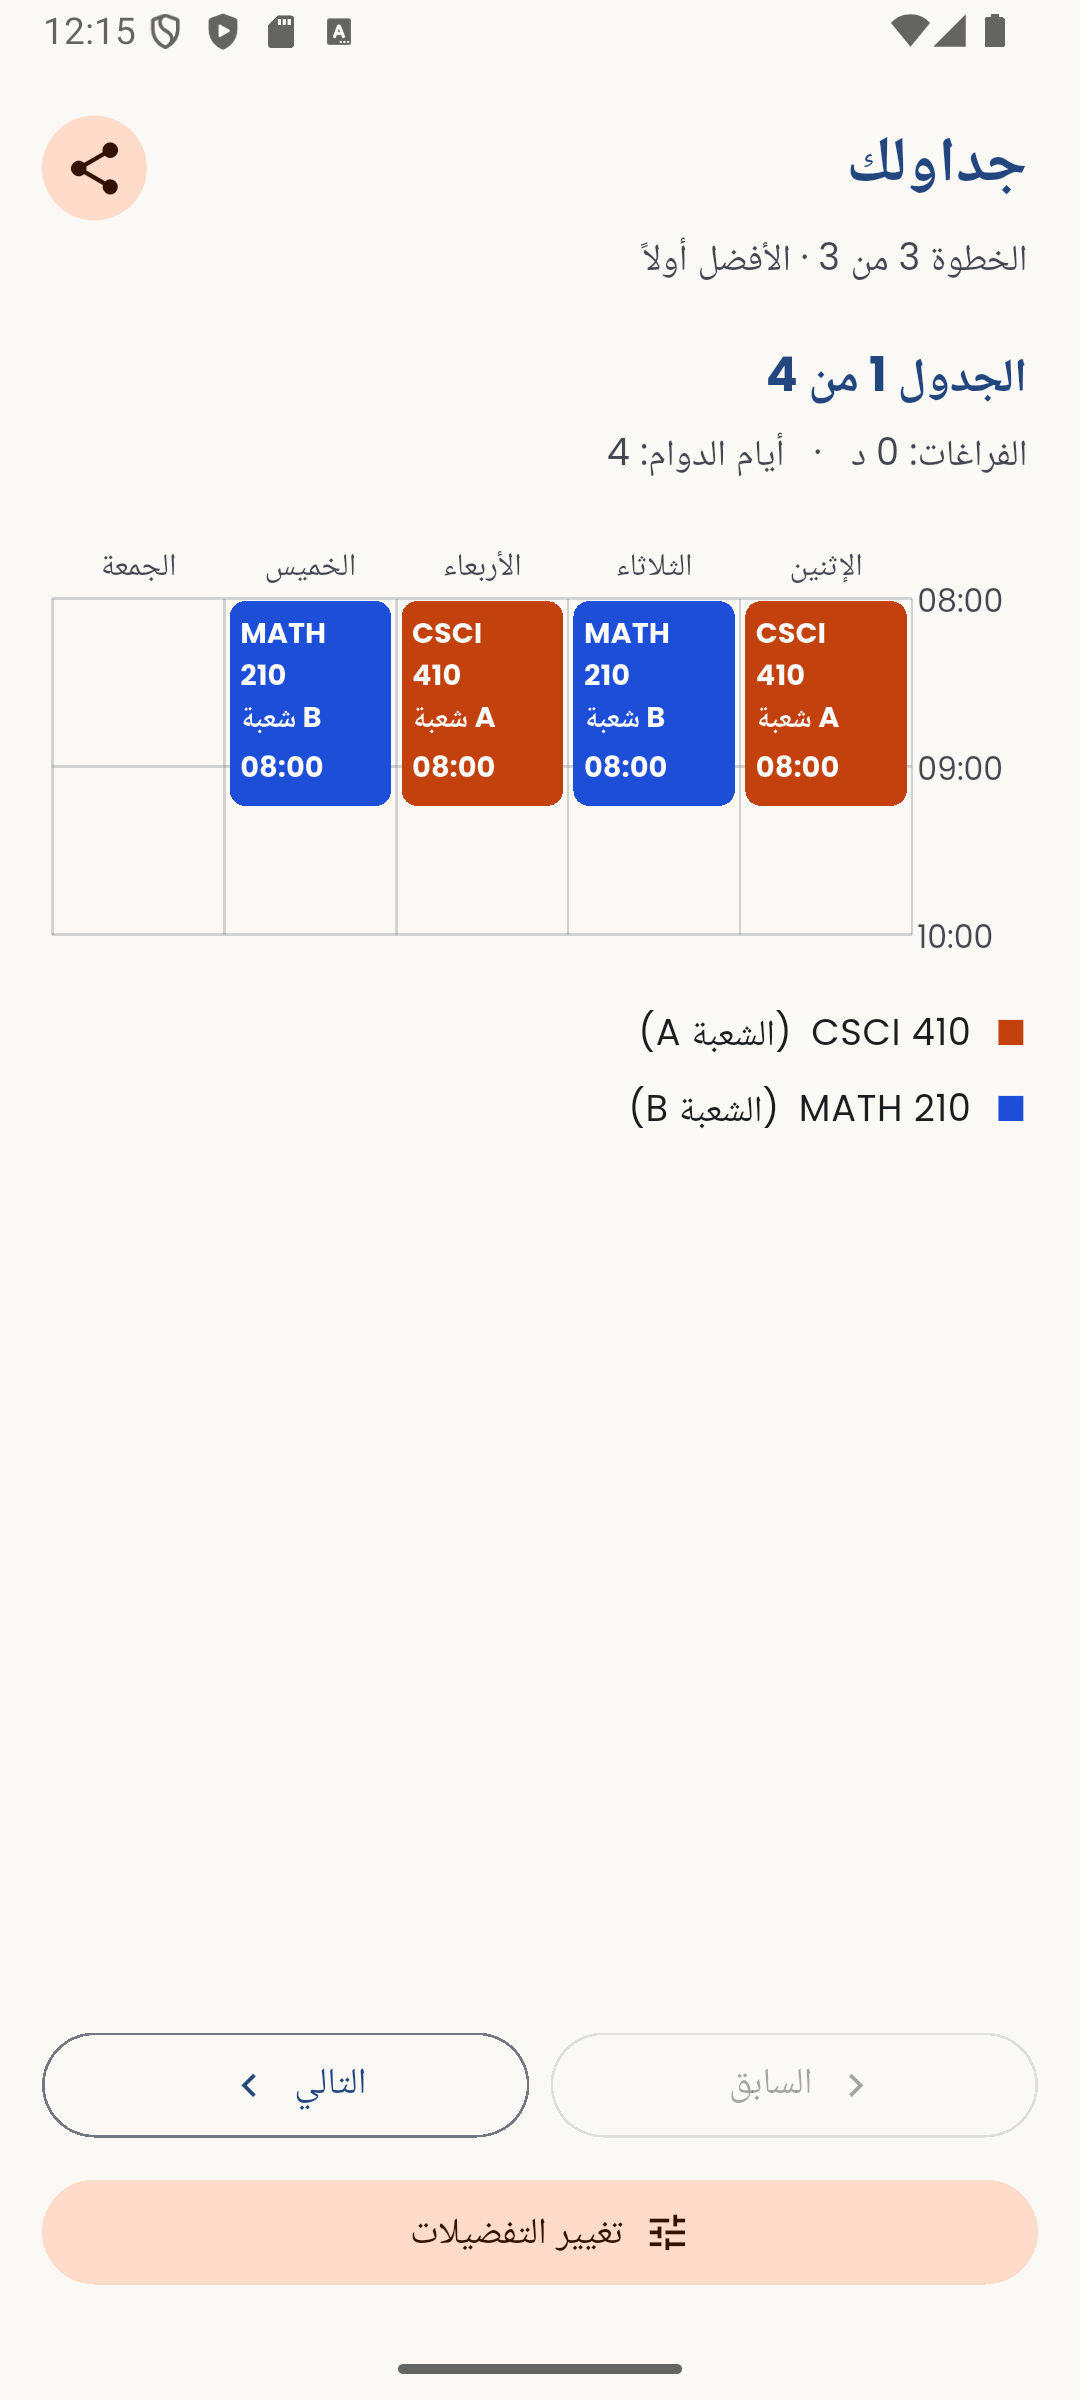 12:15
جداولك
الخطوة 3 من 3 · الأفضل أولاً
الجدول 1 من 4
الفراغات: 0 د · أيام الدوام: 4
الإثنين الثلاثاء الأربعاء الخميس الجمعة
08:00
CSCI
410
شعبة A
08:00
MATH
210
شعبة B
08:00
CSCI
410
شعبة A
08:00
MATH
210
شعبة B
08:00
09:00
10:00
CSCI 410 (الشعبة A)
MATH 210 (الشعبة B)
السابق
التالي
تغيير التفضيلات